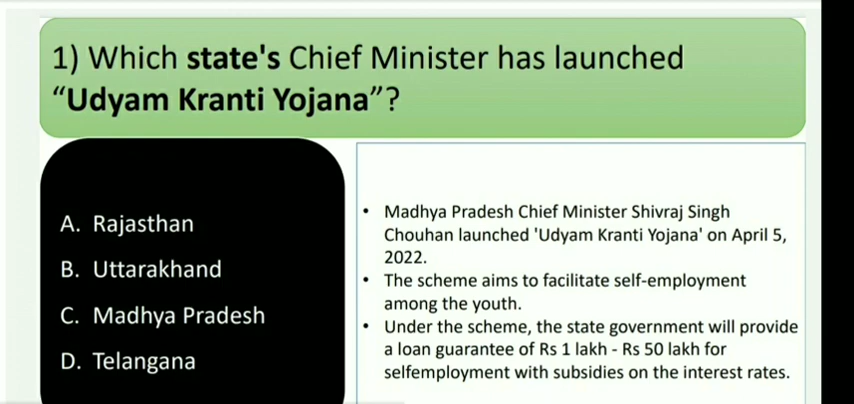 1) Which state's Chief Minister has launched
“Udyam Kranti Yojana”?
A. Rajasthan
B. Uttarakhand
C. Madhya Pradesh
D. Telangana
• Madhya Pradesh Chief Minister Shivraj Singh
Chouhan launched 'Udyam Kranti Yojana' on April 5,
2022.
• The scheme aims to facilitate self-employment
among the youth.
• Under the scheme, the state government will provide
a loan guarantee of Rs 1 lakh - Rs 50 lakh for
selfemployment with subsidies on the interest rates.